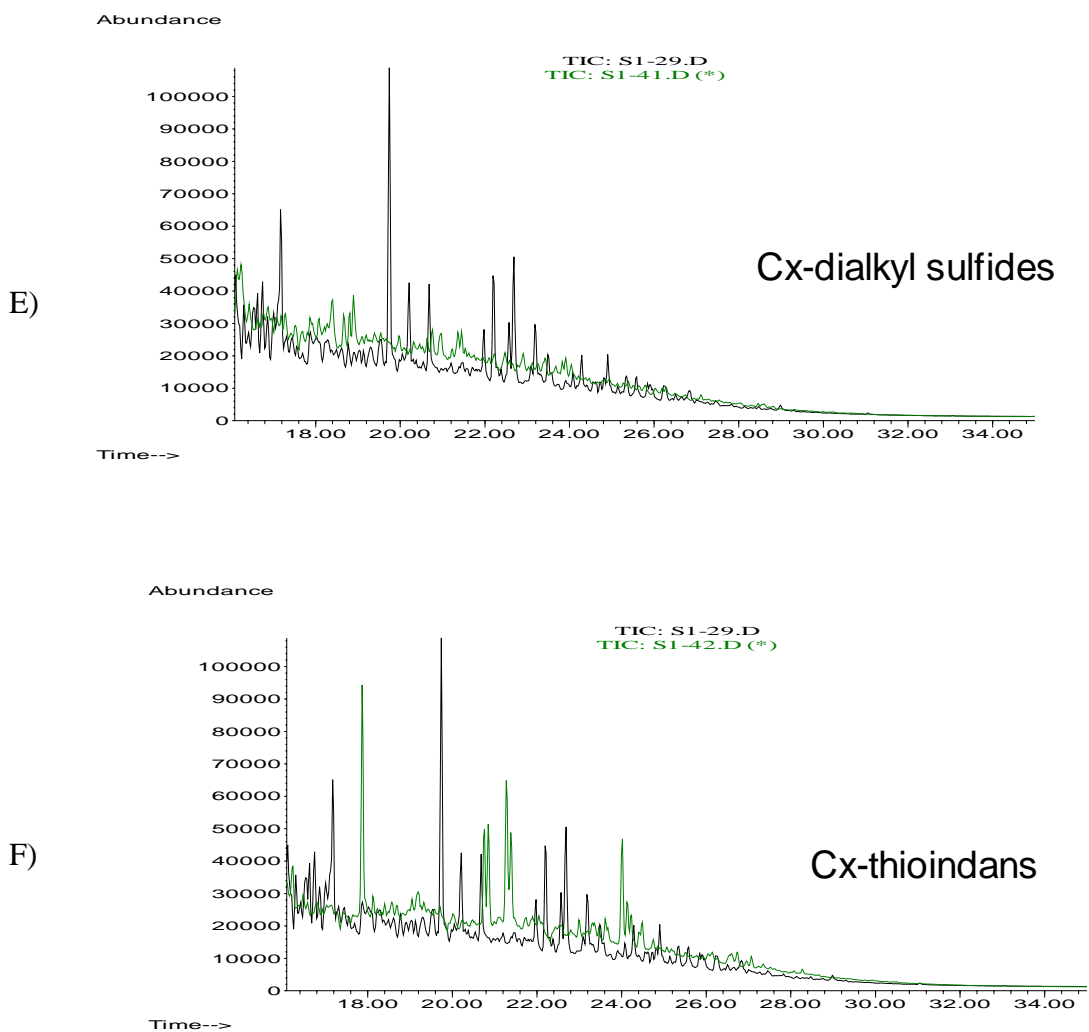 Abundance
TIC: S1-29.D
TIC: S1-41.D (*)
100000
90000
80000
70000
60000
50000
40000
30000
20000
10000
0
E)
Cx-dialkyl sulfides
18.00 20.00 22.00 24.00 26.00 28.00 30.00 32.00 34.00
Time-->
Abundance
TIC: S1-29.D
TIC: S1-42.D (*)
100000
90000
80000
70000
60000
50000
40000
30000
20000
10000
0
F)
Cx-thioindans
18.00 20.00 22.00 24.00 26.00 28.00 30.00 32.00 34.00
Time-->